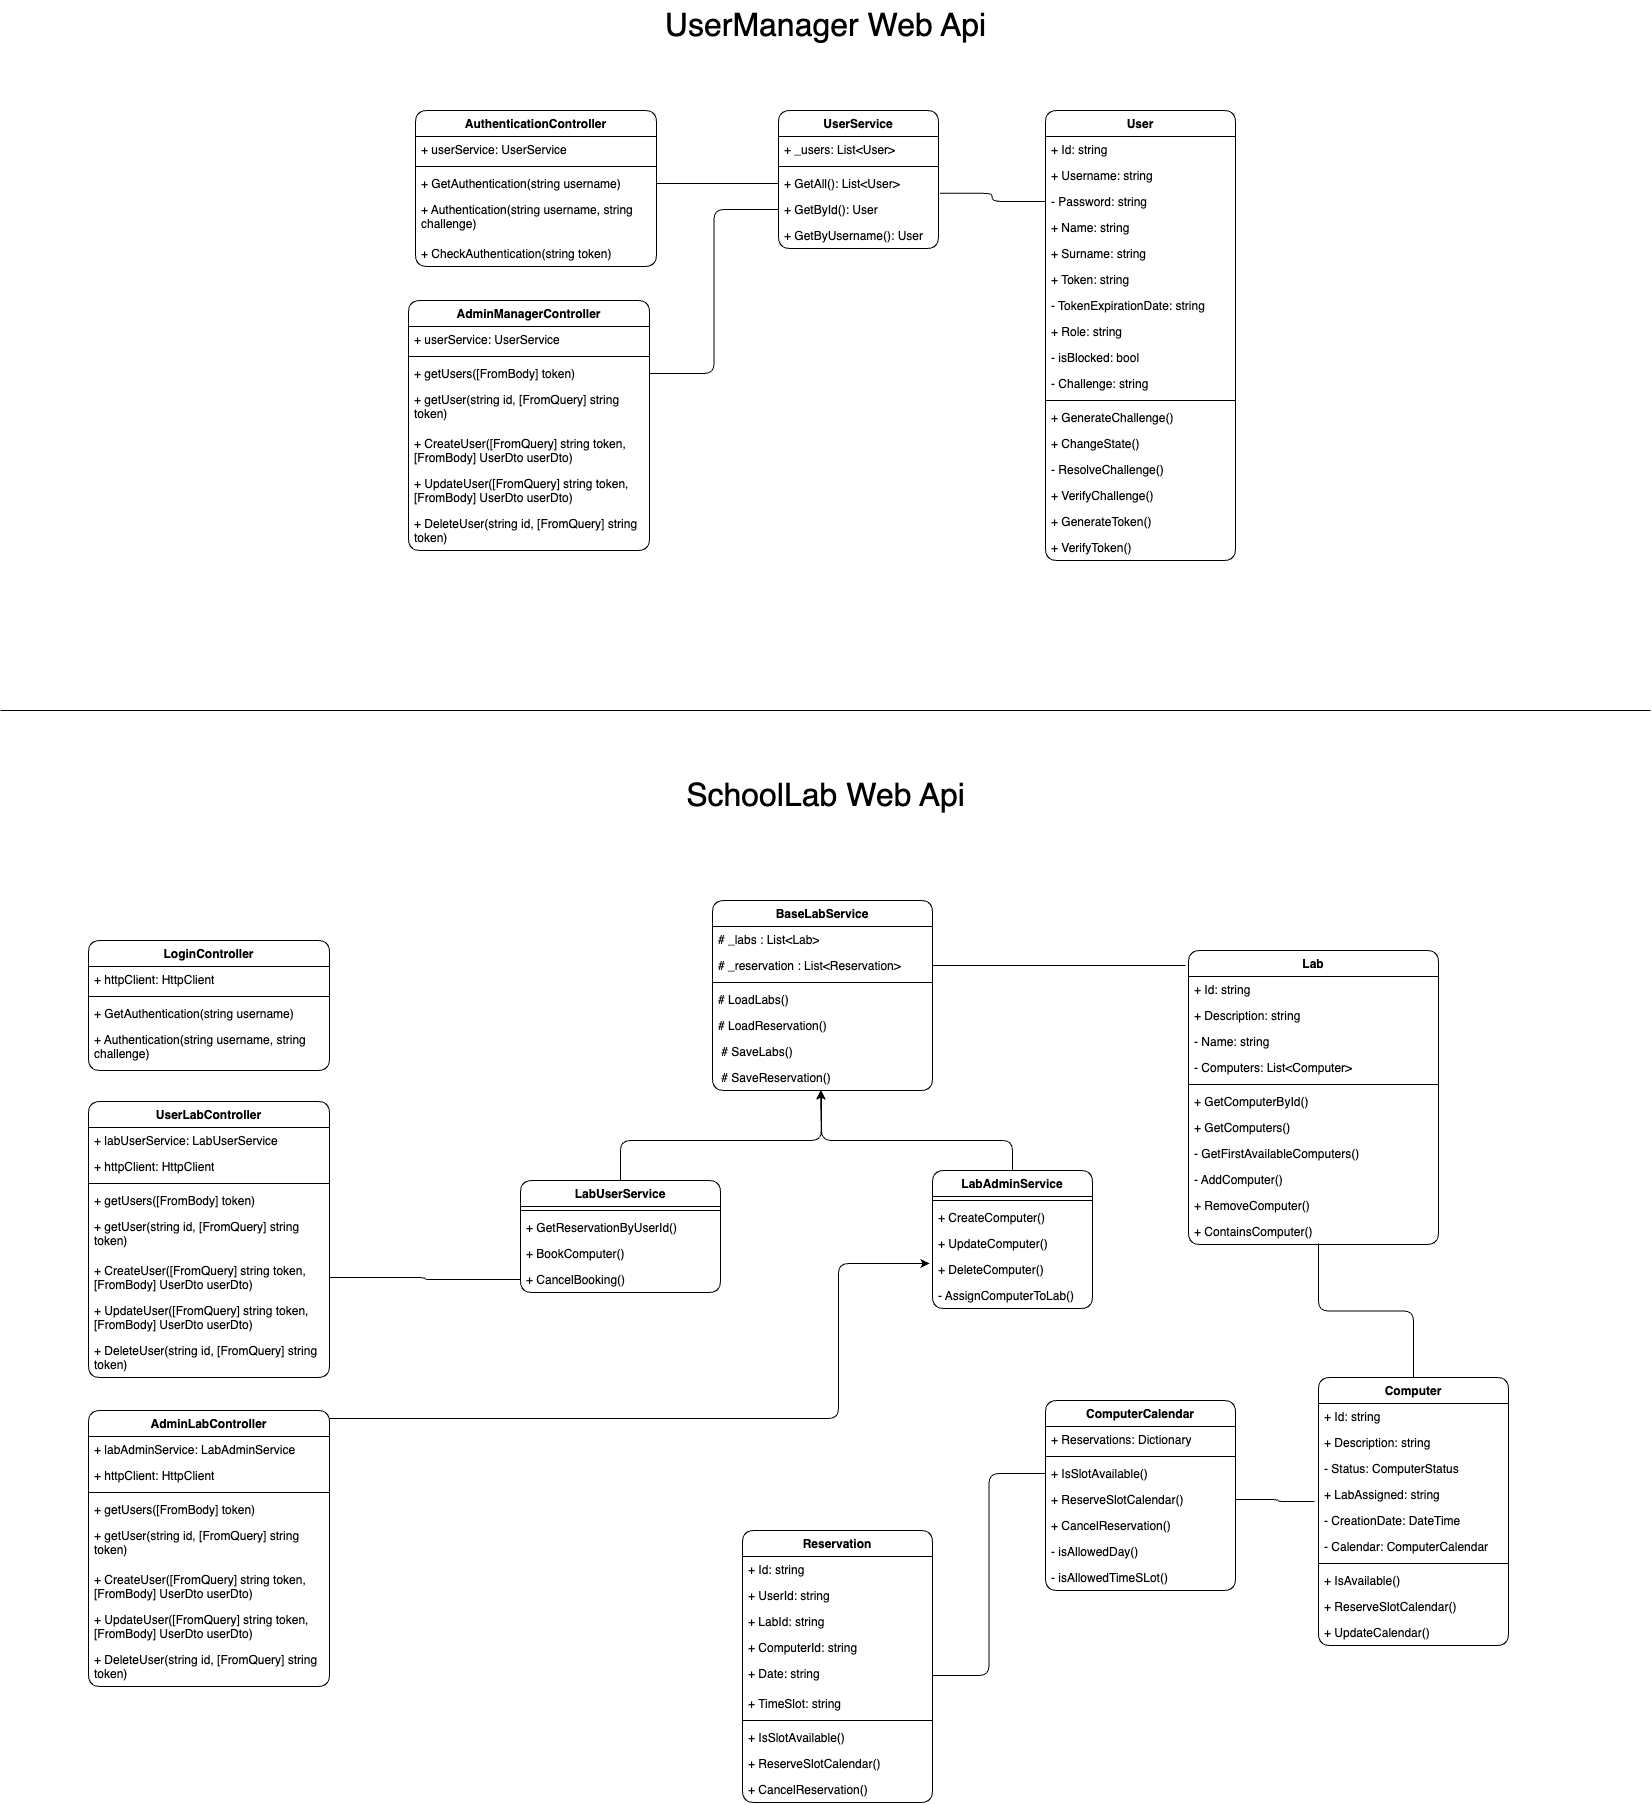 UserManager Web Api
AuthenticationController
+ userService: UserService
+ GetAuthentication(string username)
+ Authentication(string username, string
challenge)
+ CheckAuthentication(string token)
UserService
+ _users: List<User>
+ GetAll(): List<User>
+ GetById(): User
+ GetByUsername(): User
User
+ Id: string
+ Username: string
- Password: string
+ Name: string
+ Surname: string
+ Token: string
- TokenExpirationDate: string
+ Role: string
- isBlocked: bool
- Challenge: string
+ GenerateChallenge()
+ ChangeState()
- ResolveChallenge()
+ VerifyChallenge()
+ GenerateToken()
+ VerifyToken()
AdminManagerController
+ userService: UserService
+ getUsers([FromBody] token)
+ getUser(string id, [FromQuery] string
token)
+ CreateUser([FromQuery] string token,
[FromBody] UserDto userDto)
+ UpdateUser([FromQuery] string token,
[FromBody] UserDto userDto)
+ DeleteUser(string id, [FromQuery] string
token)
SchoolLab Web Api
LoginController
+ httpClient: HttpClient
+ GetAuthentication(string username)
+ Authentication(string username, string
challenge)
BaseLabService
# _labs : List<Lab>
# _reservation : List<Reservation>
# LoadLabs()
# LoadReservation()
# SaveLabs()
# SaveReservation()
Lab
+ Id: string
+ Description: string
- Name: string
- Computers: List<Computer>
+ GetComputerById()
+ GetComputers()
- GetFirstAvailableComputers()
- AddComputer()
+ RemoveComputer()
+ ContainsComputer()
UserLabController
+ labUserService: LabUserService
+ httpClient: HttpClient
+ getUsers([FromBody] token)
+ getUser(string id, [FromQuery] string
token)
+ CreateUser([FromQuery] string token,
[FromBody] UserDto userDto)
+ UpdateUser([FromQuery] string token,
[FromBody] UserDto userDto)
+ DeleteUser(string id, [FromQuery] string
token)
LabUserService
+ GetReservationByUserId()
+ BookComputer()
+ CancelBooking()
LabAdminService
+ CreateComputer()
+ UpdateComputer()
+ DeleteComputer()
- AssignComputerToLab()
AdminLabController
+ labAdminService: LabAdminService
+ httpClient: HttpClient
+ getUsers([FromBody] token)
+ getUser(string id, [FromQuery] string
token)
+ CreateUser([FromQuery] string token,
[FromBody] UserDto userDto)
+ UpdateUser([FromQuery] string token,
[FromBody] UserDto userDto)
+ DeleteUser(string id, [FromQuery] string
token)
Reservation
+ Id: string
+ UserId: string
+ LabId: string
+ ComputerId: string
+ Date: string
+ TimeSlot: string
+ IsSlotAvailable()
+ ReserveSlotCalendar()
+ CancelReservation()
ComputerCalendar
+ Reservations: Dictionary
+ IsSlotAvailable()
+ ReserveSlotCalendar()
+ CancelReservation()
- isAllowedDay()
- isAllowedTimeSLot()
Computer
+ Id: string
+ Description: string
- Status: ComputerStatus
+ LabAssigned: string
- CreationDate: DateTime
- Calendar: ComputerCalendar
+ IsAvailable()
+ ReserveSlotCalendar()
+ UpdateCalendar()